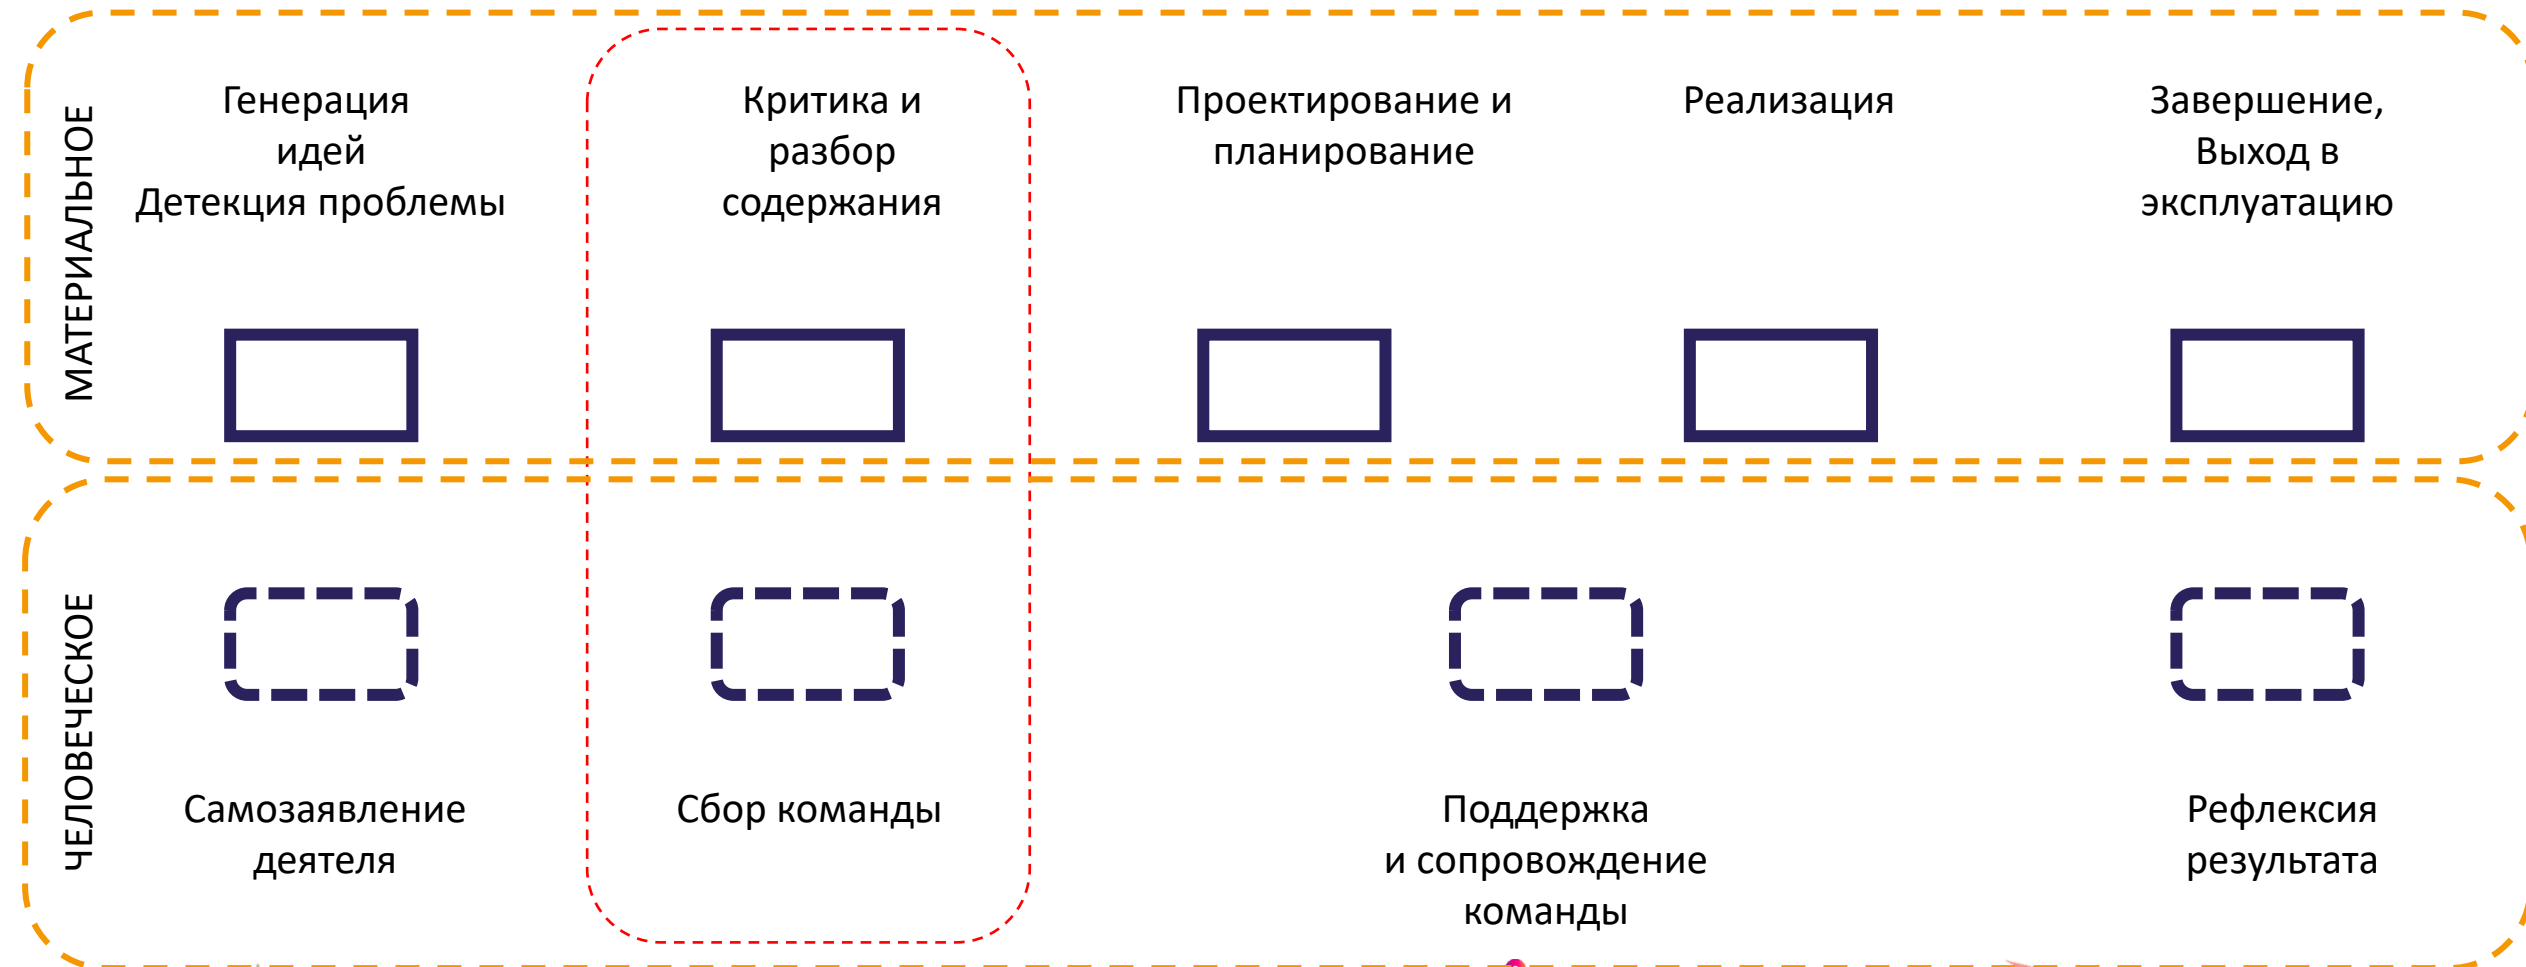 МАТЕРИАЛЬНОЕ
Генерация
идей
Детекция проблемы
Критика и
разбор
содержания
Проектирование и
планирование
Реализация
Завершение,
Выход в
эксплуатацию
ЧЕЛОВЕЧЕСКОЕ
Самозаявление
деятеля
Сбор команды
Поддержка
и сопровождение
команды
Рефлексия
результата